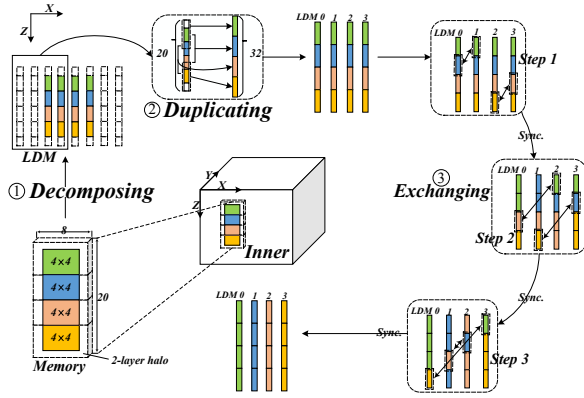 X
Z
20
32
② Duplicating
LDM 0 1 2 3
LDM 0 1 2 3
Step 1
Sync.
LDM
① Decomposing
Y
X
Z
Inner
③
Exchanging
LDM 0 1 2 3
Step 2
Sync.
8
4×4
4×4
4×4
4×4
20
2-layer halo
Memory
LDM 0 1 2 3
Sync.
LDM 0 1 2 3
Step 3